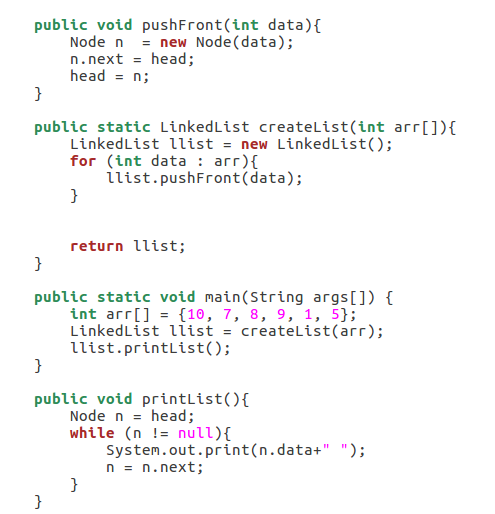 public void pushFront(int data){
    Node n  = new Node(data);
    n.next = head;
    head = n;
}

public static LinkedList createList(int arr[]){
    LinkedList llist = new LinkedList();
    for (int data : arr){
        llist.pushFront(data);
    }


    return llist;
}

public static void main(String args[]) {
    int arr[] = {10, 7, 8, 9, 1, 5};
    LinkedList llist = createList(arr);
    llist.printList();
}

public void printList(){
    Node n = head;
    while (n != null){
        System.out.print(n.data+" ");
        n = n.next;
    }
}